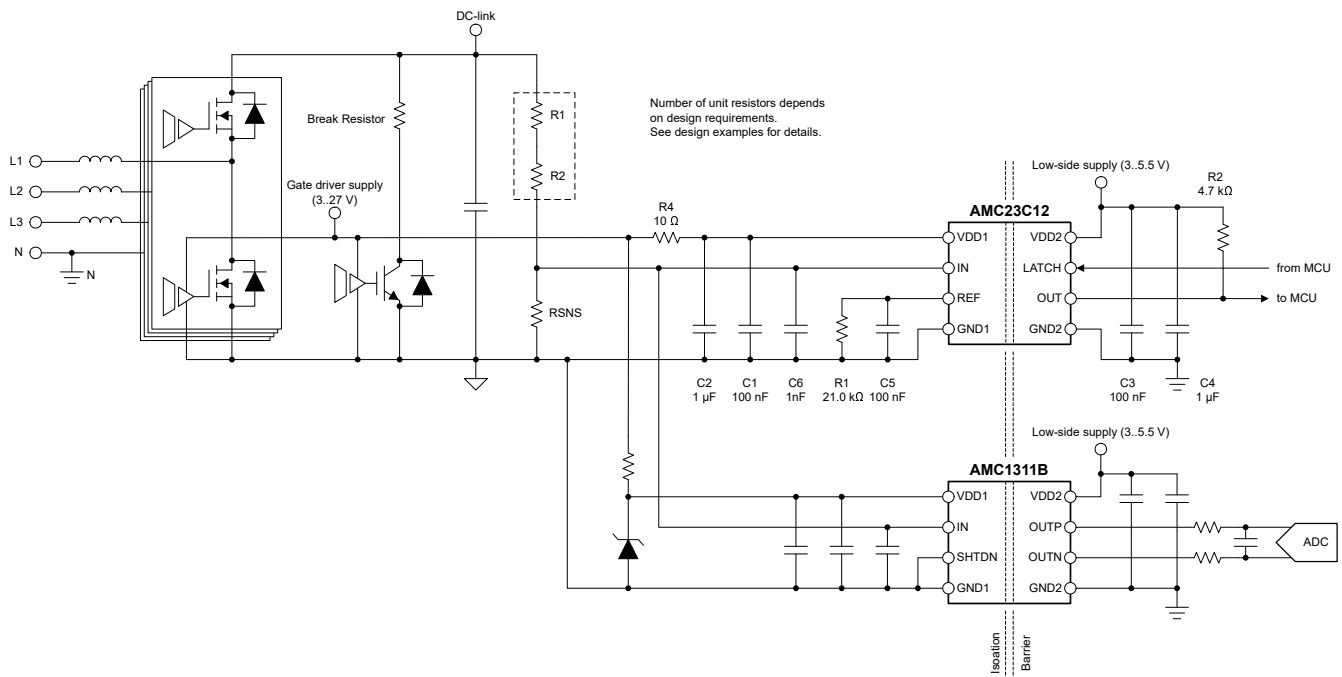 DC-link
Break Resistor
R1
R2
Number of unit resistors depends
on design requirements.
See design examples for details.
L1
L2
L3
N
N
Gate driver supply
(3..27 V)
RSNS
R4
10 Ω
C2
1 µF
C1
100 nF
C6
1nF
R1
21.0 kΩ
C5
100 nF
AMC23C12
VDD1
IN
REF
GND1
VDD2
LATCH
OUT
GND2
Low-side supply (3..5.5 V)
R2
4.7 kΩ
from MCU
to MCU
C3
100 nF
C4
1 µF
Low-side supply (3..5.5 V)
AMC1311B
VDD1
IN
SHTDN
GND1
VDD2
OUTP
OUTN
GND2
ADC
Isoation
Barrier